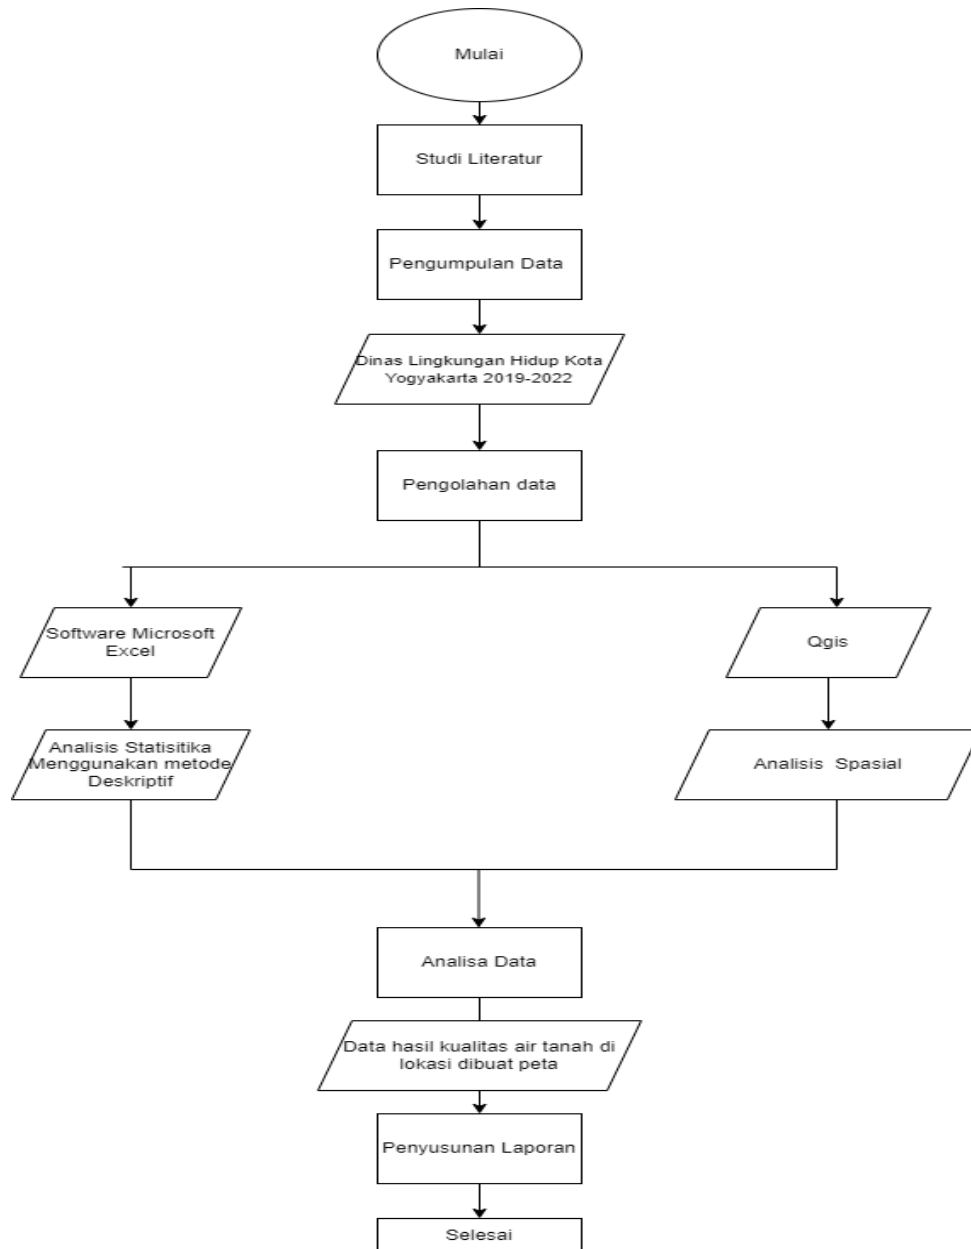 Mulai
Studi Literatur
Pengumpulan Data
Dinas Lingkungan Hidup Kota
Yogyakarta 2019-2022
Pengolahan data
Software Microsoft
Excel
Qgis
Analisis Statisitika
Menggunakan metode
Deskriptif
Analisis Spasial
Analisa Data
Data hasil kualitas air tanah di
lokasi dibuat peta
Penyusunan Laporan
Selesai